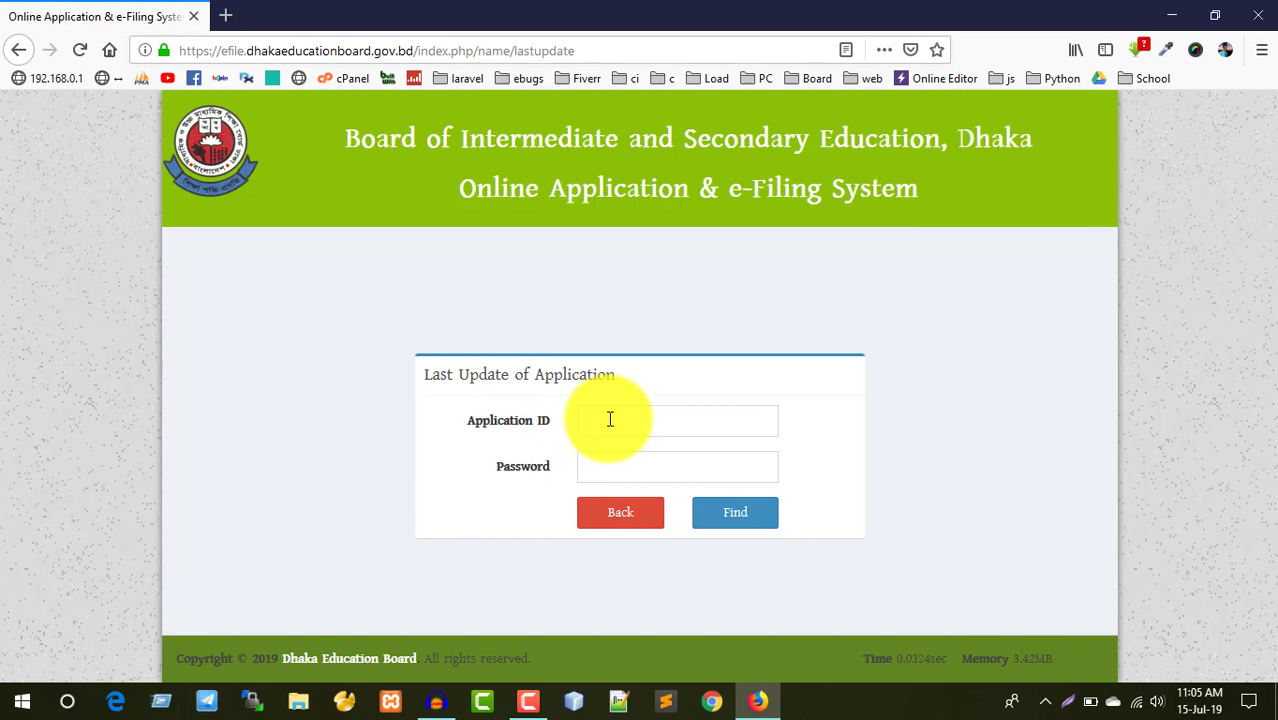 Online Application & e-Filing Syste
https://efile.dhakaeducationboard.gov.bd/index.php/name/lastupdate
192.168.0.1
cPanel
laravel
ebugs
Fiverr
ci
c
Load
PC
Board
web
Online Editor
js
Python
School
Board of Intermediate and Secondary Education, Dhaka
Online Application & e-Filing System
Last Update of Application
Application ID
Password
Back Find
Copyright © 2019 Dhaka Education Board. All rights reserved. Time 0.0324sec Memory 3.42MB
11:05 AM
15-Jul-19